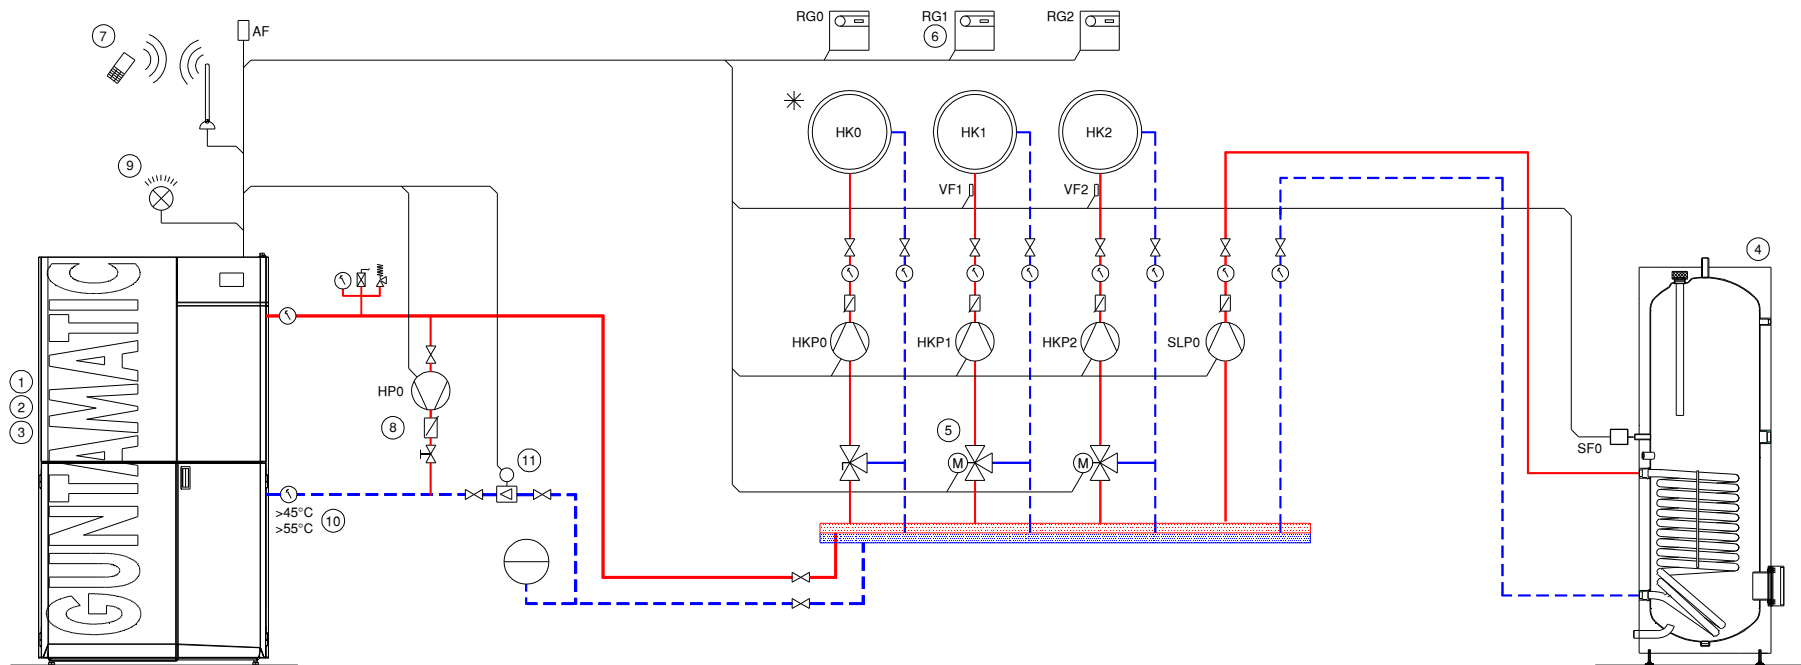 RG0
RG1
RG2
7
AF
6
HK0
HK1
HK2
9
VF1
VF2
4
GUNTAMATIC
HKP0
HKP1
HKP2
SLP0
1
2
3
HP0
8
5
M
M
SF0
11
>45°C
>55°C
10